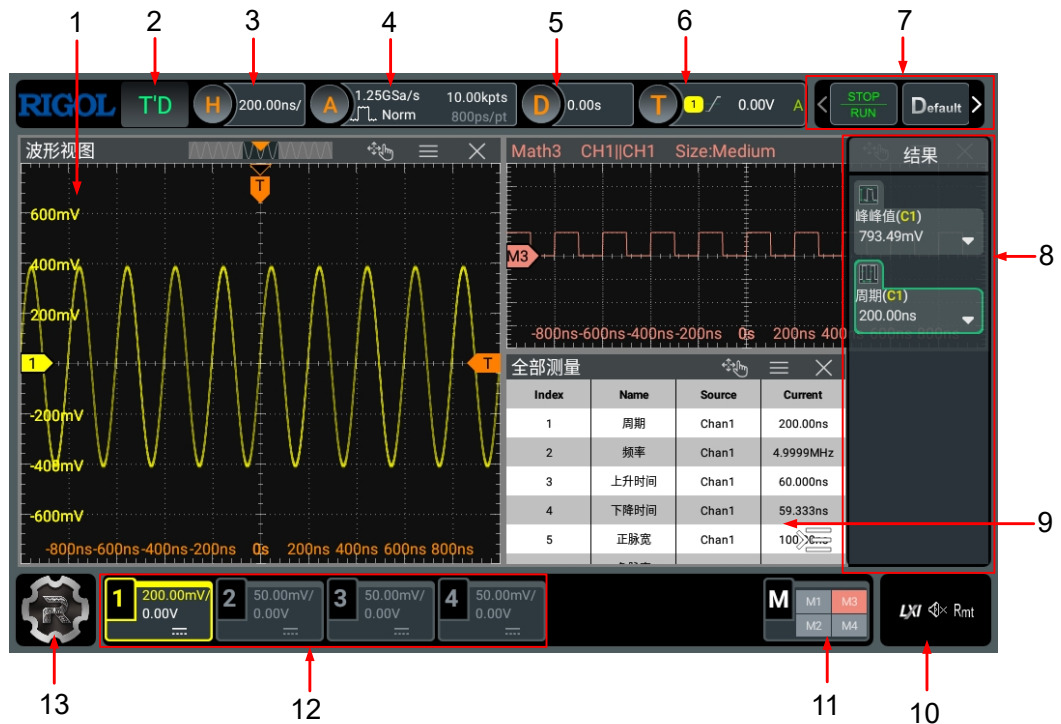 1 2 3 4 5 6 7
RIGOL T'D H 200.00ns/ A 1.25GSa/s 10.00kpts D 0.00s T 1 0.00V A STOP Default
Norm 800ps/pt RUN
波形视图
T
600mV
400mV
200mV
1 T
-200mV
-400mV
-600mV
-800ns -600ns -400ns -200ns 0s 200ns 400ns 600ns 800ns
Math3 CH1||CH1 Size:Medium
M3
-800ns -600ns -400ns -200ns 0s 200ns 400ns 600ns 800ns
全部测量
Index Name Source Current
1 周期 Chan1 200.00ns
2 频率 Chan1 4.9999MHz
3 上升时间 Chan1 60.000ns
4 下降时间 Chan1 59.333ns
5 正脉宽 Chan1
结果
峰峰值(C1)
793.49mV
周期(C1)
200.00ns
8
9
1 200.00mV/ 2 50.00mV/ 3 50.00mV/ 4 50.00mV/
0.00V 0.00V 0.00V 0.00V
M M1 M3
M2 M4
LXI Rmt
R
13 12 11 10